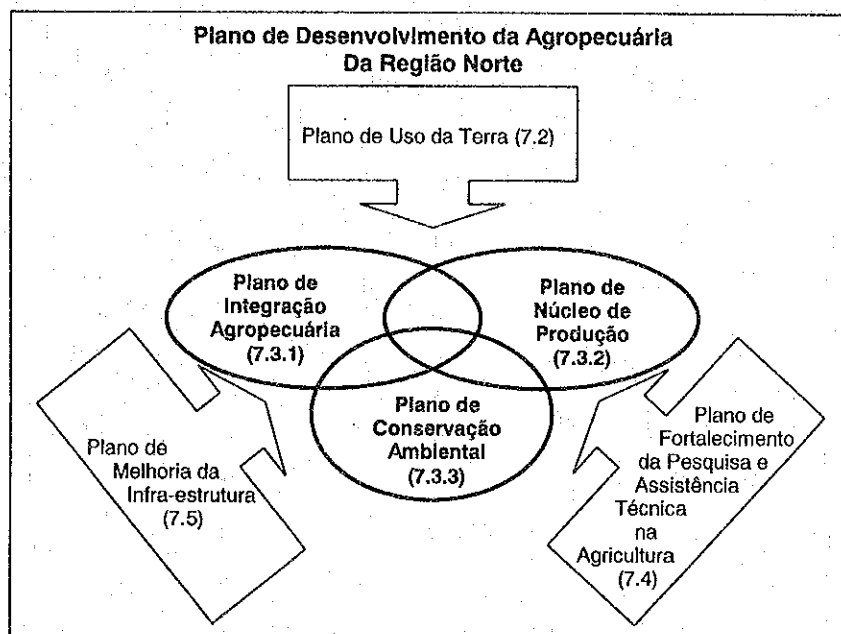 Plano de Desenvolvimento da Agropecuária
Da Região Norte
Plano de Uso da Terra (7.2)
Plano de
Integração
Agropecuária
(7.3.1)
Plano de
Núcleo de
Produção
(7.3.2)
Plano de
Conservação
Ambiental
(7.3.3)
Plano de
Melhoria da
Infra-estrutura
(7.5)
Plano de
Fortalecimento
da Pesquisa e
Assistência
Técnica
na
Agricultura
(7.4)